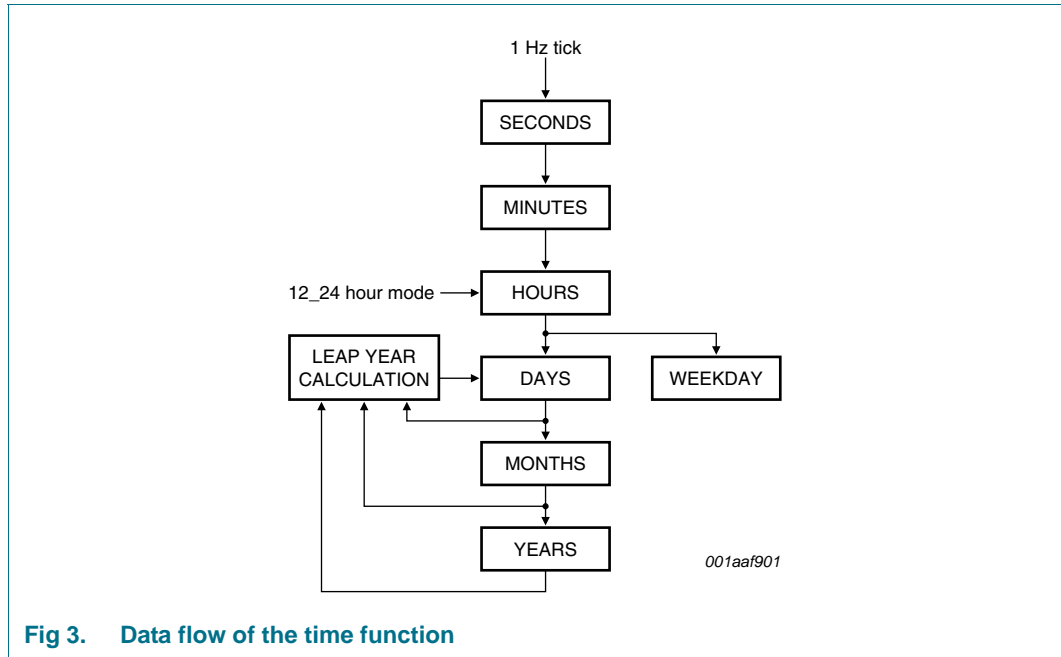 1 Hz tick
SECONDS
MINUTES
12_24 hour mode
HOURS
LEAP YEAR
CALCULATION
DAYS
WEEKDAY
MONTHS
YEARS
001aaf901
Fig 3. Data flow of the time function